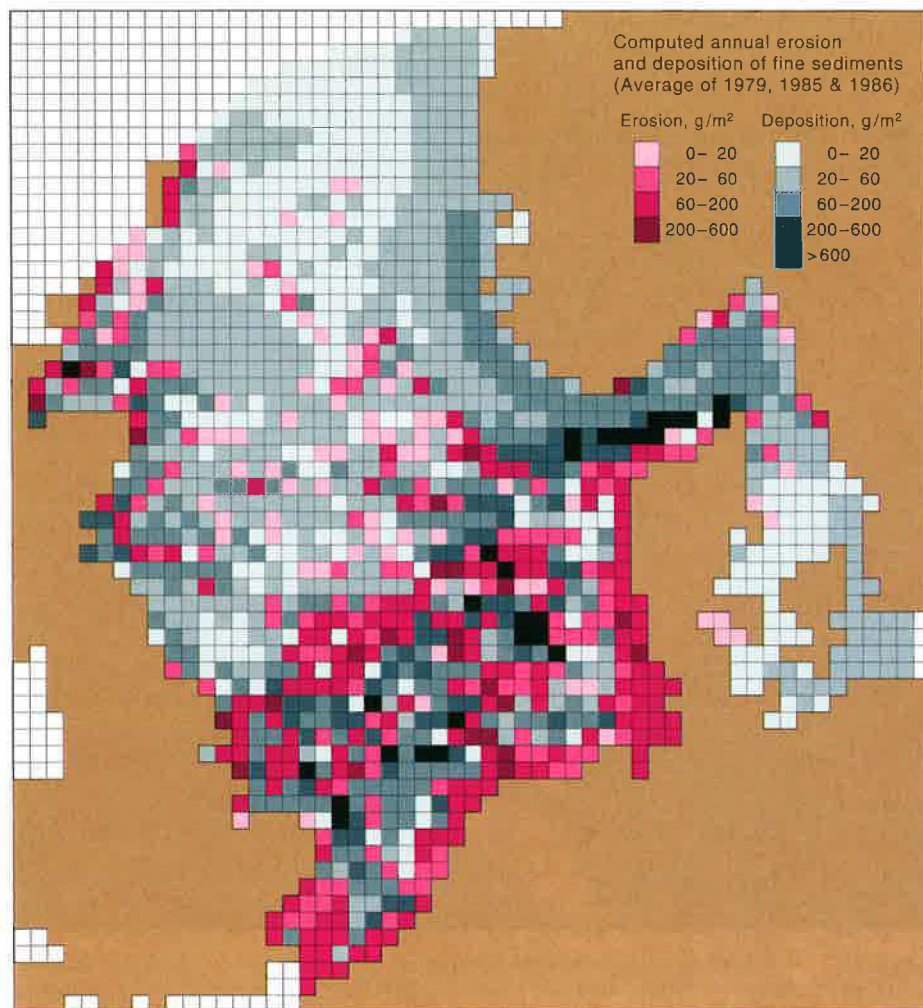 Computed annual erosion
and deposition of fine sediments
(Average of 1979, 1985 & 1986)
Erosion, g/m² Deposition, g/m²
0– 20 0– 20
20– 60 20– 60
60–200 60–200
200–600 200–600
>600